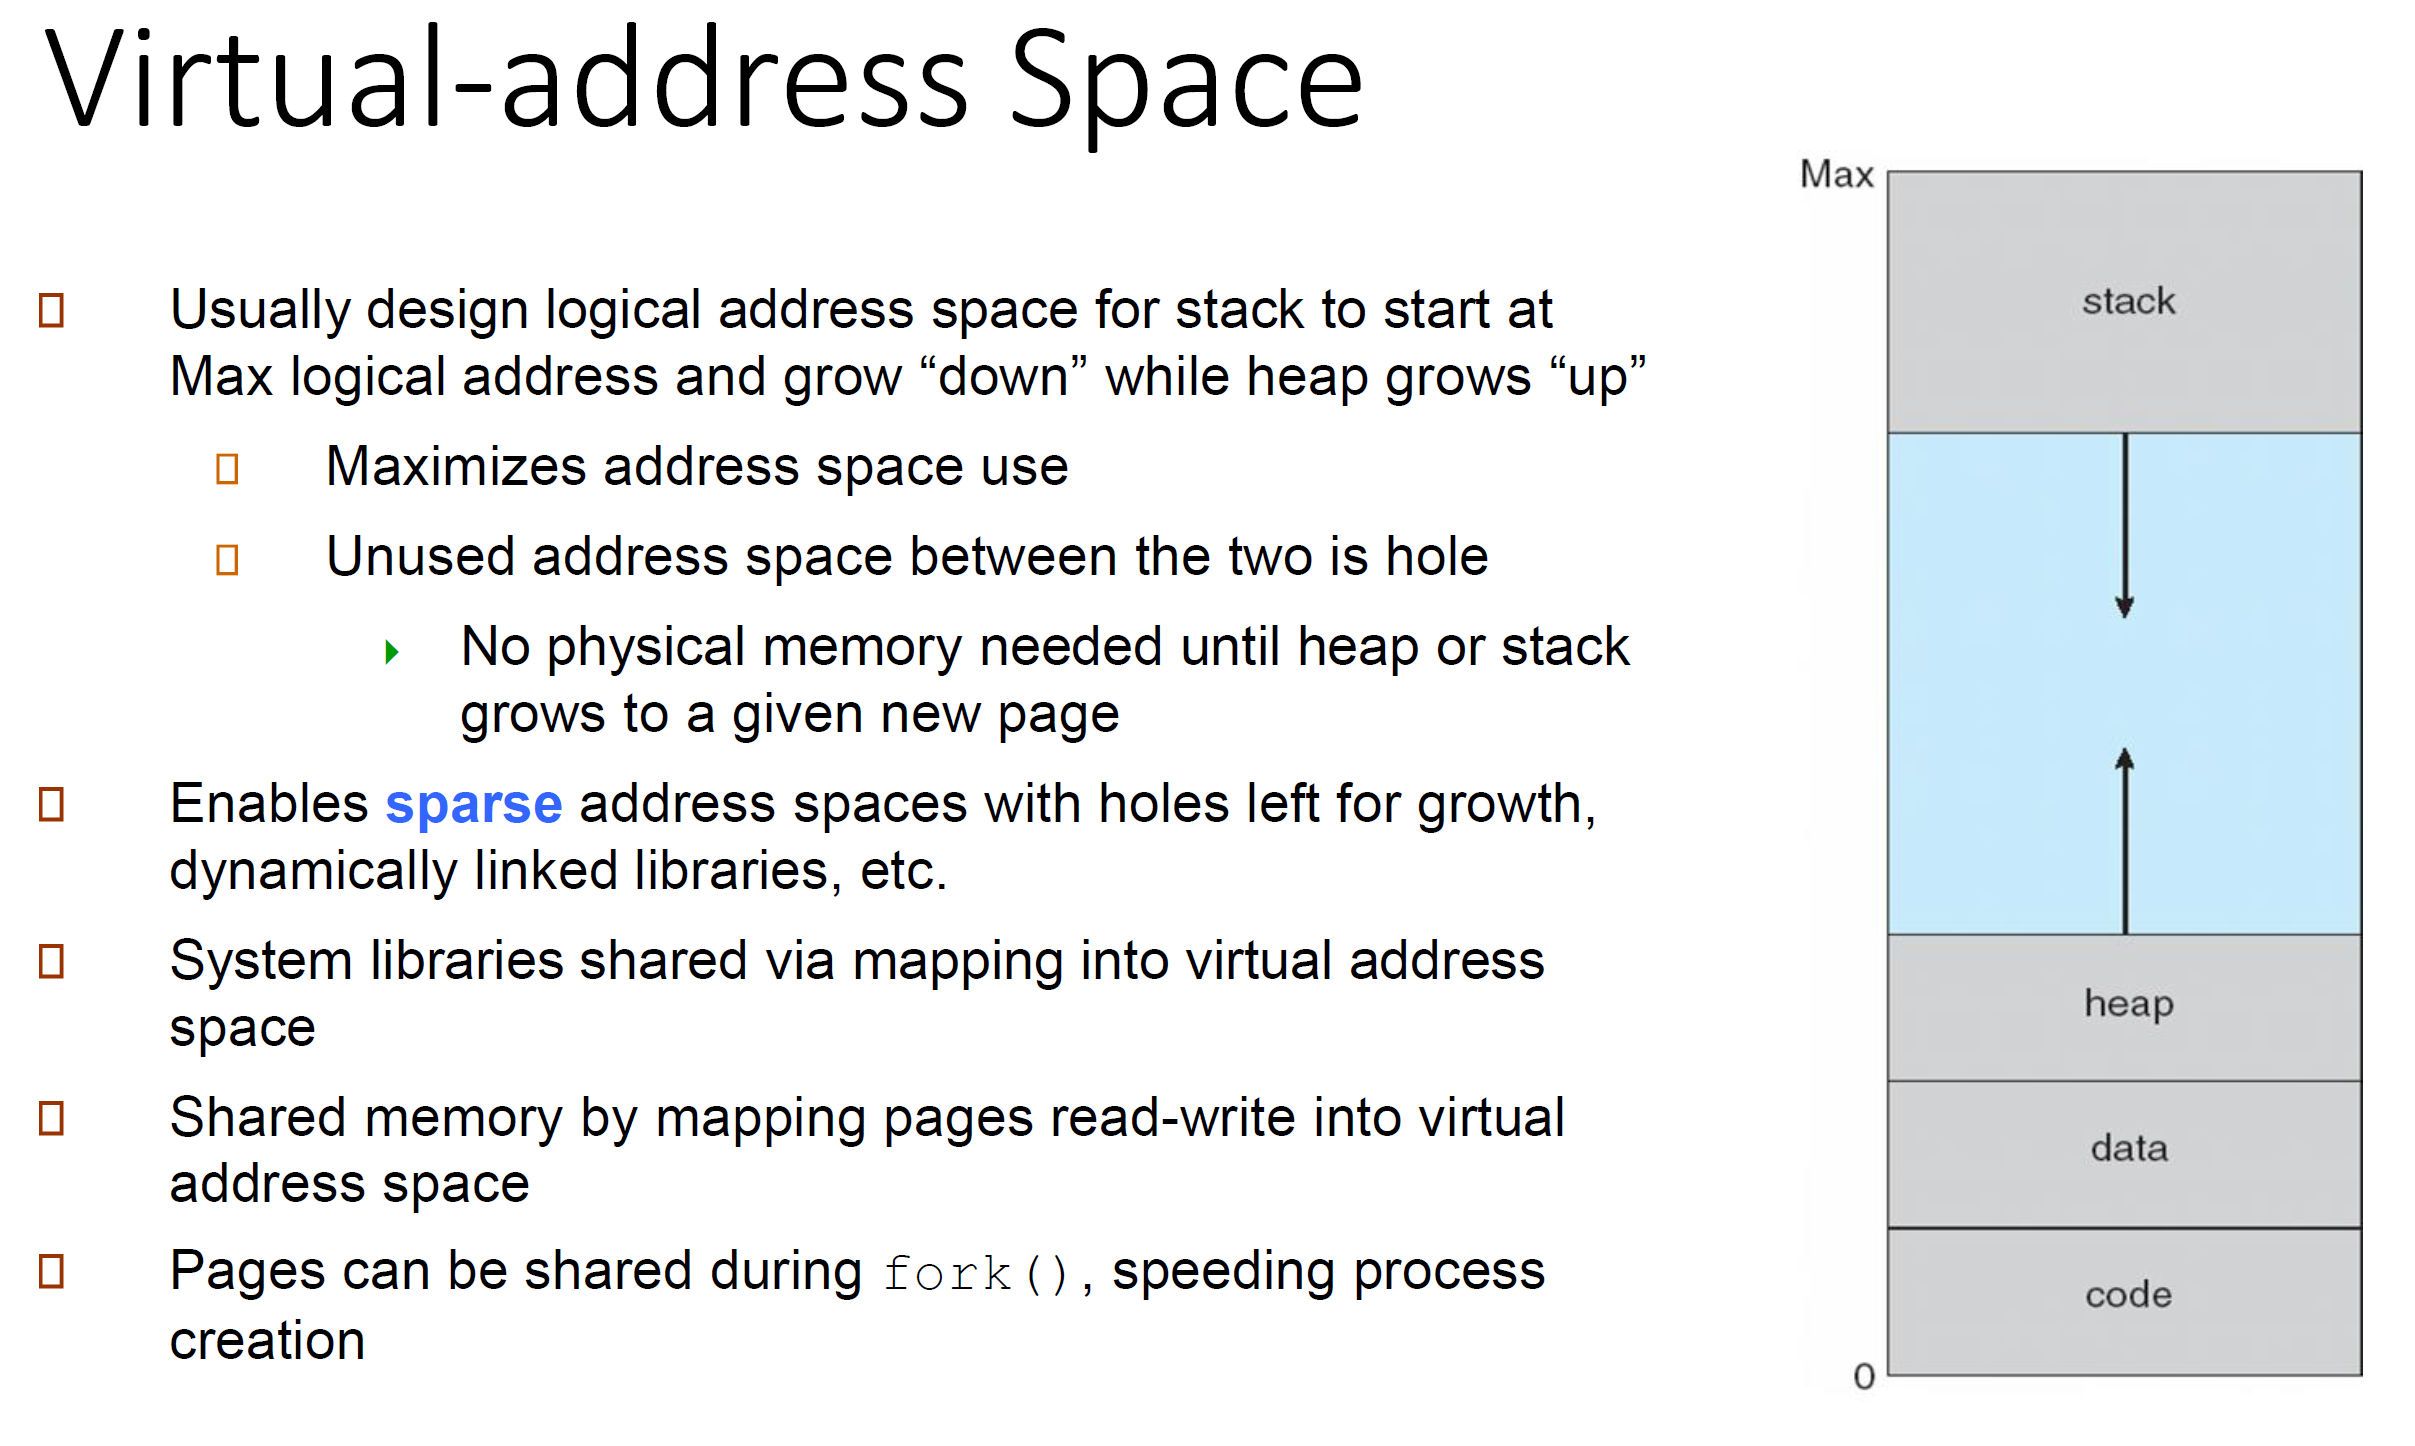 Virtual-address Space
Usually design logical address space for stack to start at
Max logical address and grow “down” while heap grows “up”
Maximizes address space use
Unused address space between the two is hole
No physical memory needed until heap or stack
grows to a given new page
Enables sparse address spaces with holes left for growth,
dynamically linked libraries, etc.
System libraries shared via mapping into virtual address
space
Shared memory by mapping pages read-write into virtual
address space
Pages can be shared during fork(), speeding process
creation
Max
stack
heap
data
code
0